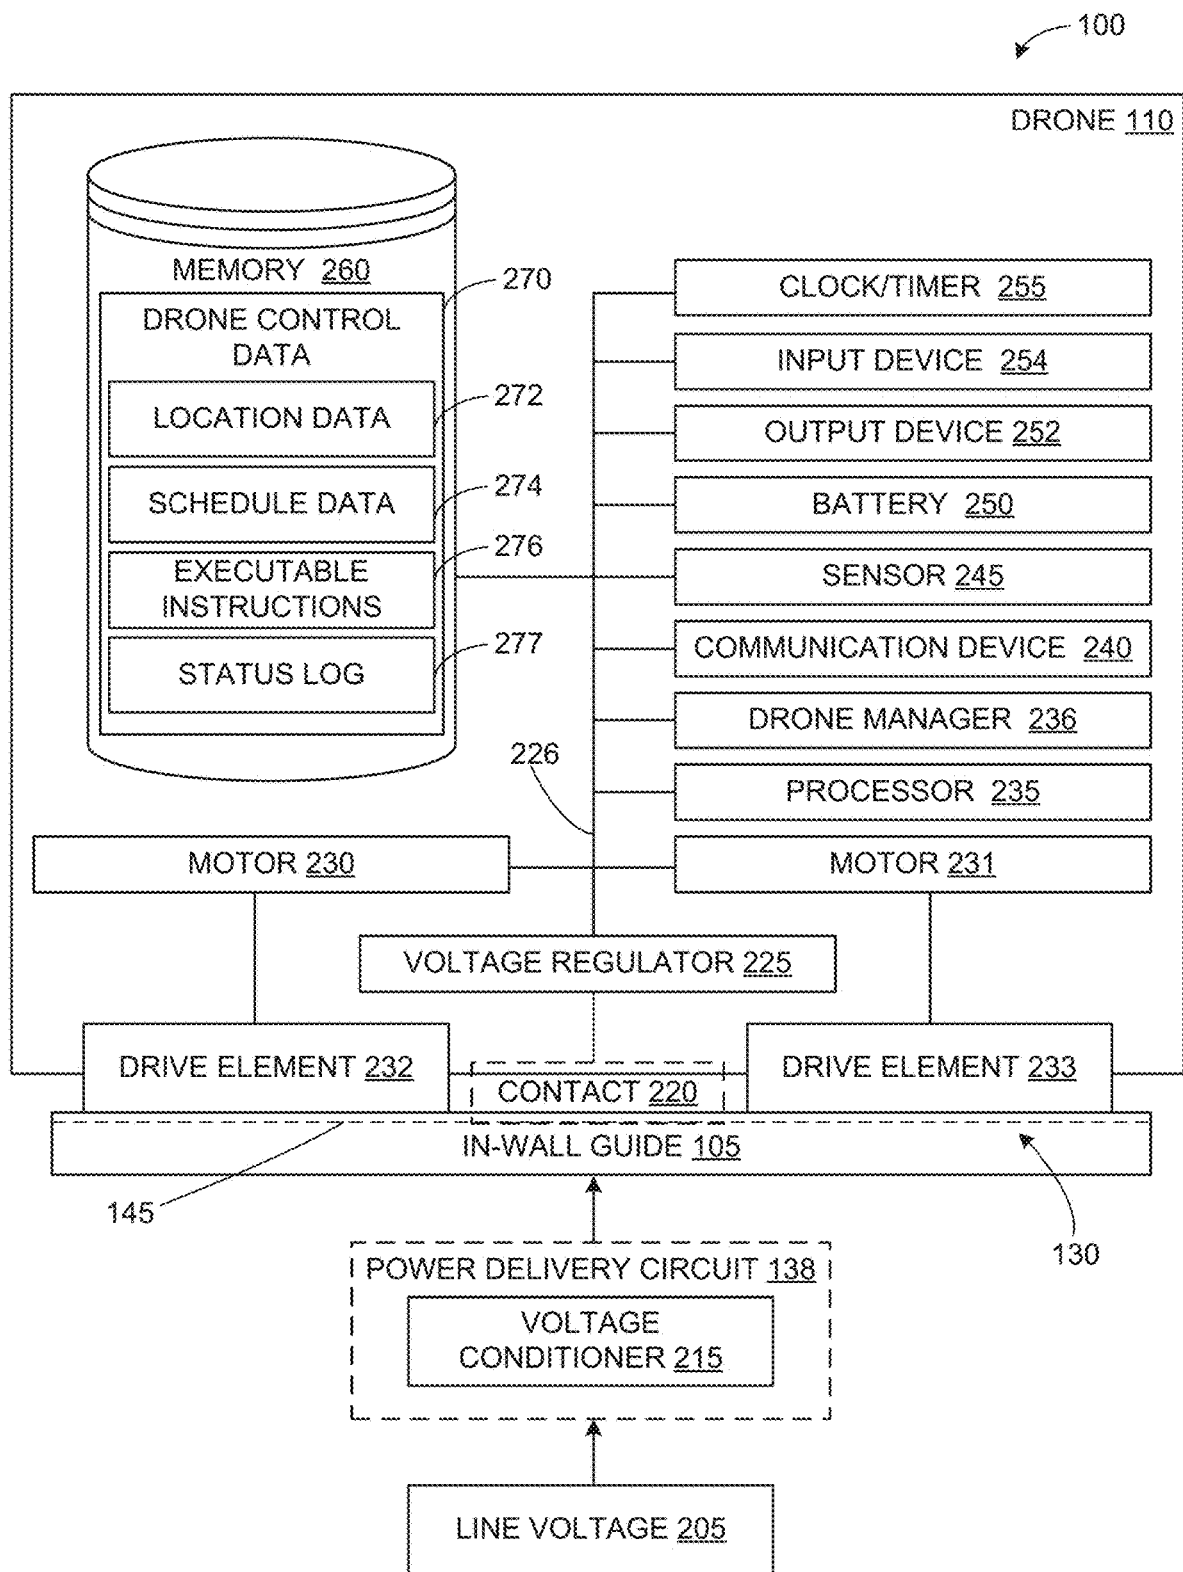 100
DRONE 110
MEMORY 260
270
DRONE CONTROL
DATA
LOCATION DATA
272
SCHEDULE DATA
274
EXECUTABLE
INSTRUCTIONS
276
STATUS LOG
277
CLOCK/TIMER 255
INPUT DEVICE 254
OUTPUT DEVICE 252
BATTERY 250
SENSOR 245
COMMUNICATION DEVICE 240
DRONE MANAGER 236
PROCESSOR 235
226
MOTOR 230
MOTOR 231
VOLTAGE REGULATOR 225
DRIVE ELEMENT 232
CONTACT 220
DRIVE ELEMENT 233
IN-WALL GUIDE 105
145
130
POWER DELIVERY CIRCUIT 138
VOLTAGE
CONDITIONER 215
LINE VOLTAGE 205